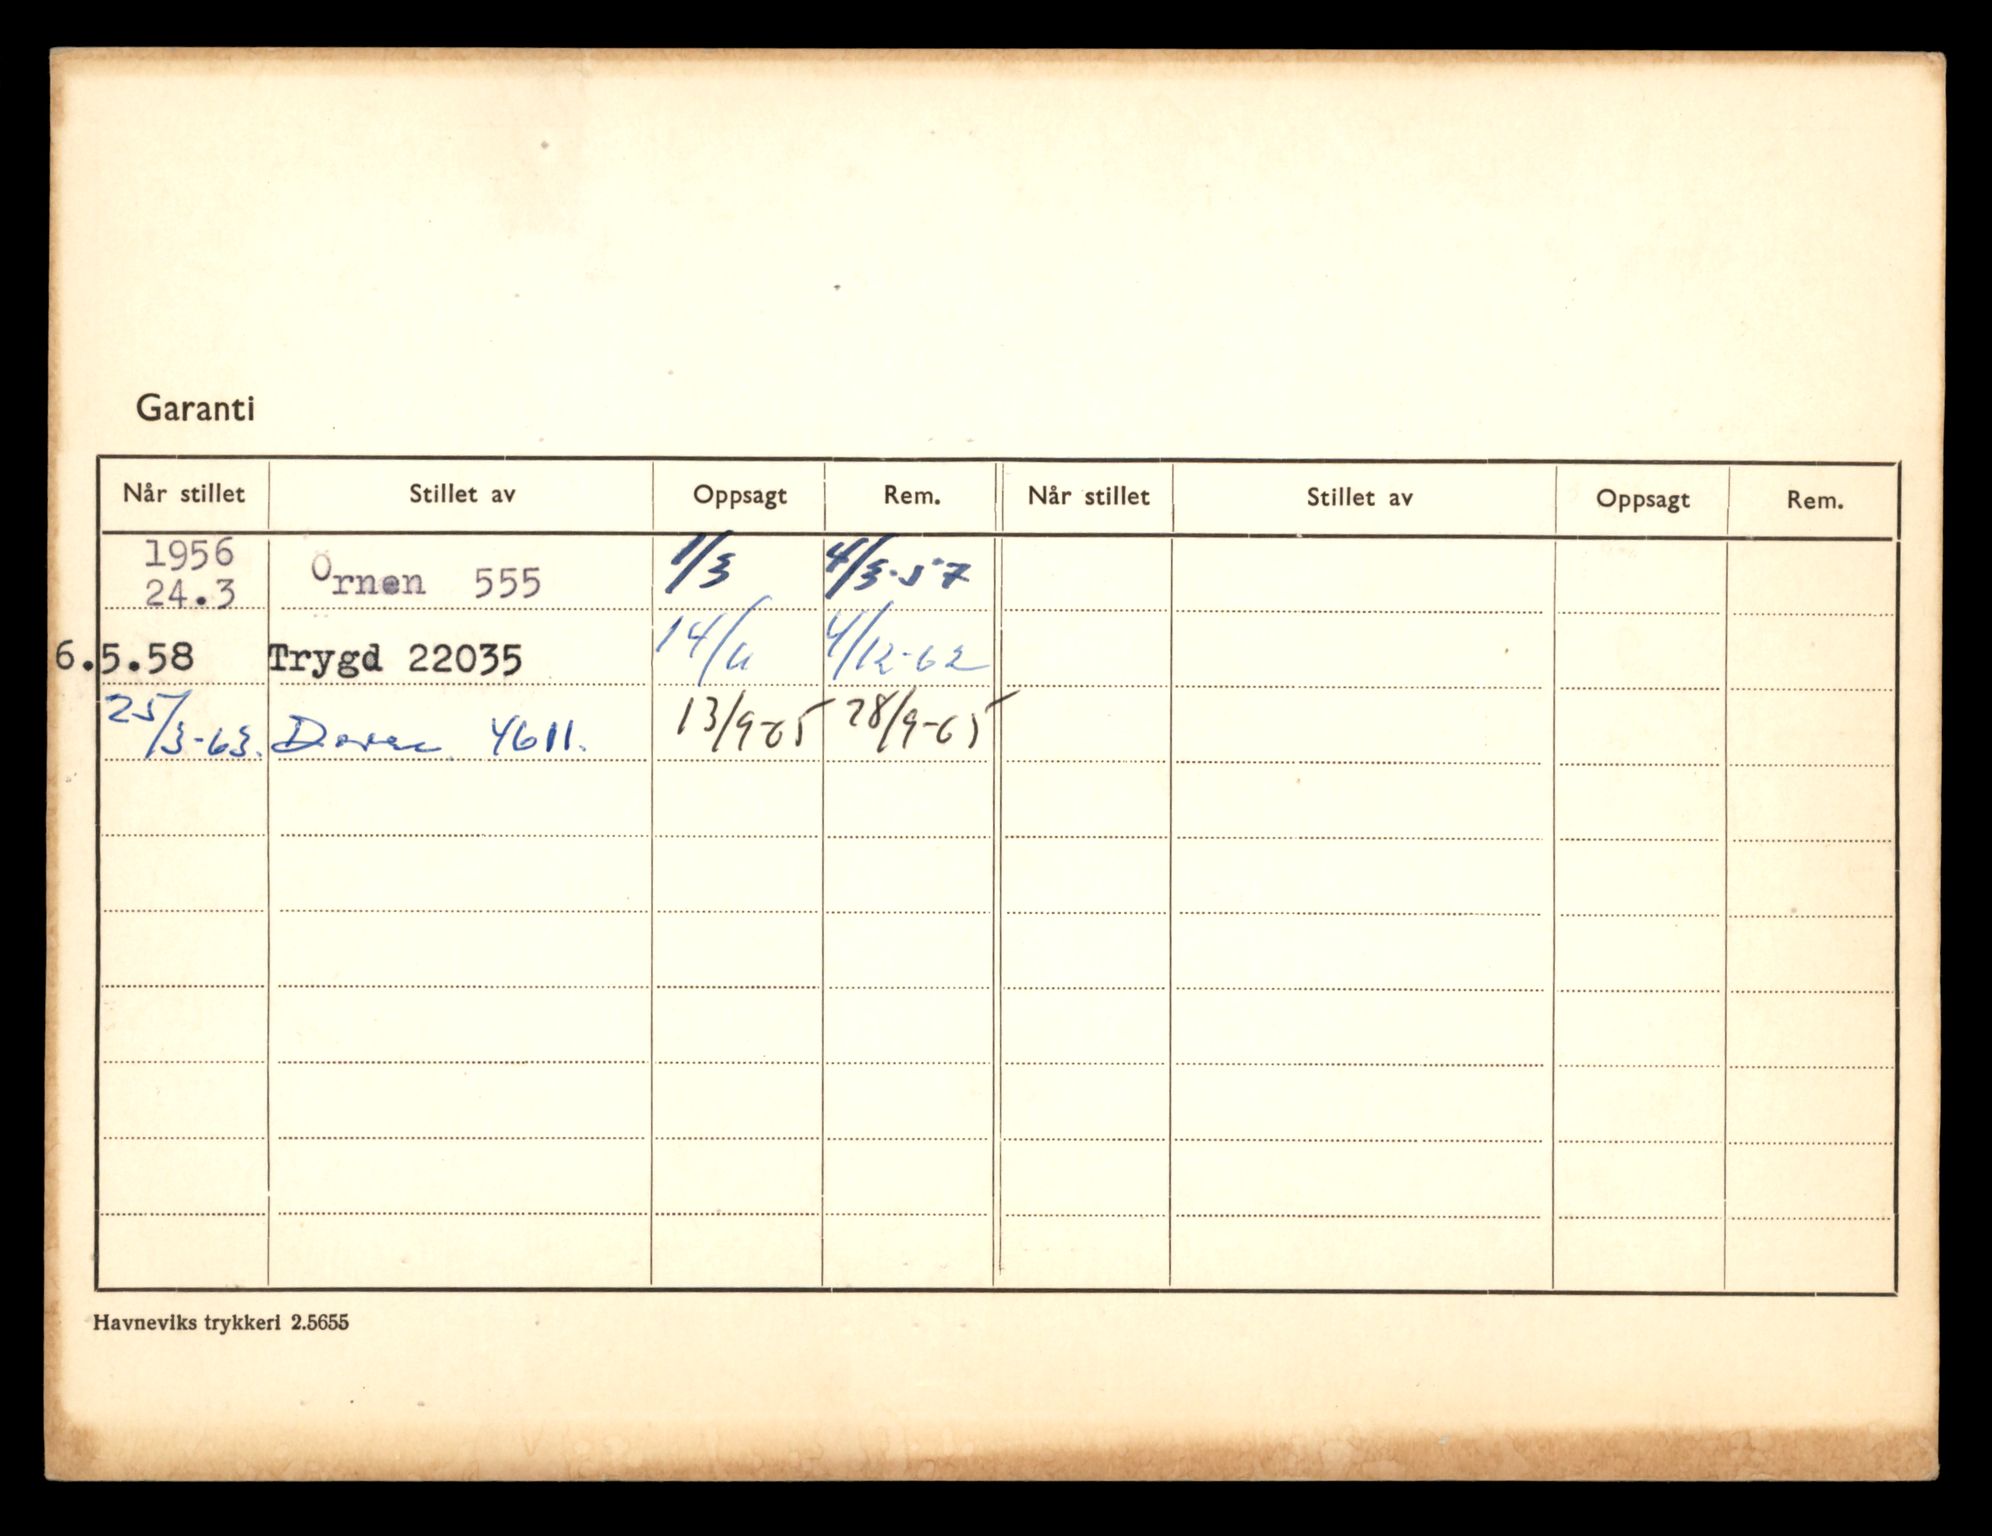 Garanti
Når stillet Stillet av Oppsagt Rem. Når stillet Stillet av Oppsagt Rem.
1956
24.3 Örnen 555 1/3 4/3-57
6.5.58 Trygd 22035 14/11 4/12-62
25/3-63. 4611. 13/9-65 28/9-65
Havneviks trykkeri 2.5655